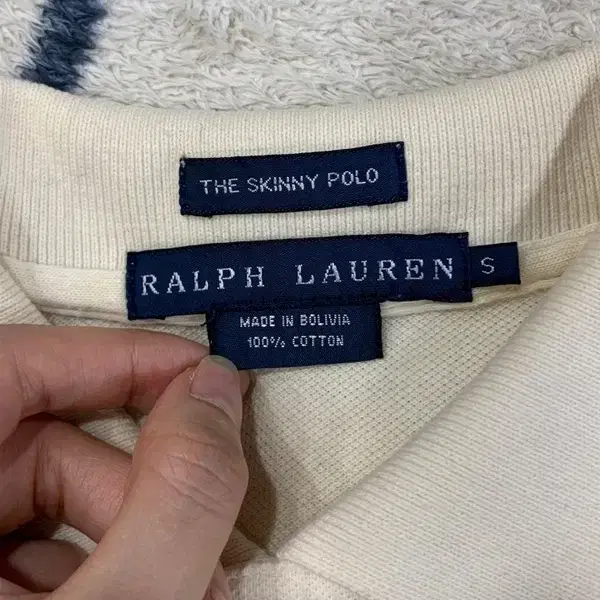 THE SKINNY POLO
RALPH LAUREN S
MADE IN BOLIVIA
100% COTTON